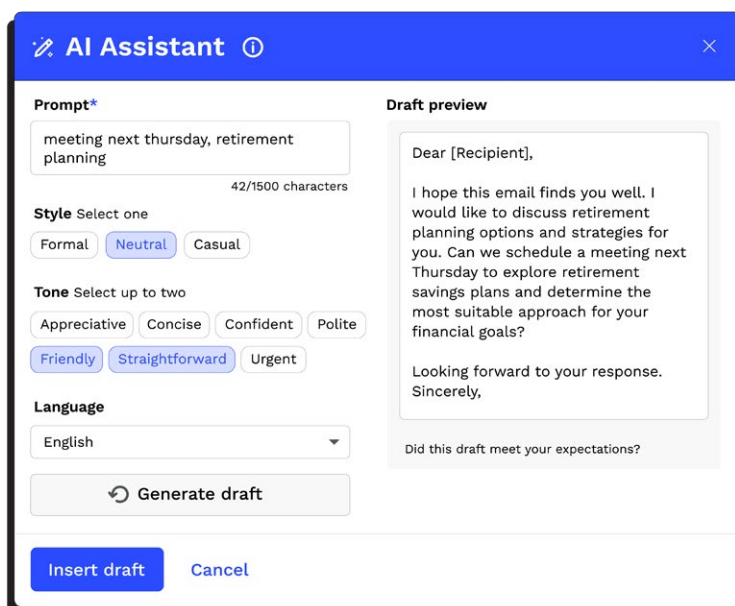 AI Assistant
Prompt*
meeting next thursday, retirement
planning
42/1500 characters
Style Select one
Formal Neutral Casual
Tone Select up to two
Appreciative Concise Confident Polite
Friendly Straightforward Urgent
Language
English
Generate draft
Draft preview
Dear [Recipient],
I hope this email finds you well. I
would like to discuss retirement
planning options and strategies for
you. Can we schedule a meeting next
Thursday to explore retirement
savings plans and determine the
most suitable approach for your
financial goals?
Looking forward to your response.
Sincerely,
Did this draft meet your expectations?
Insert draft Cancel